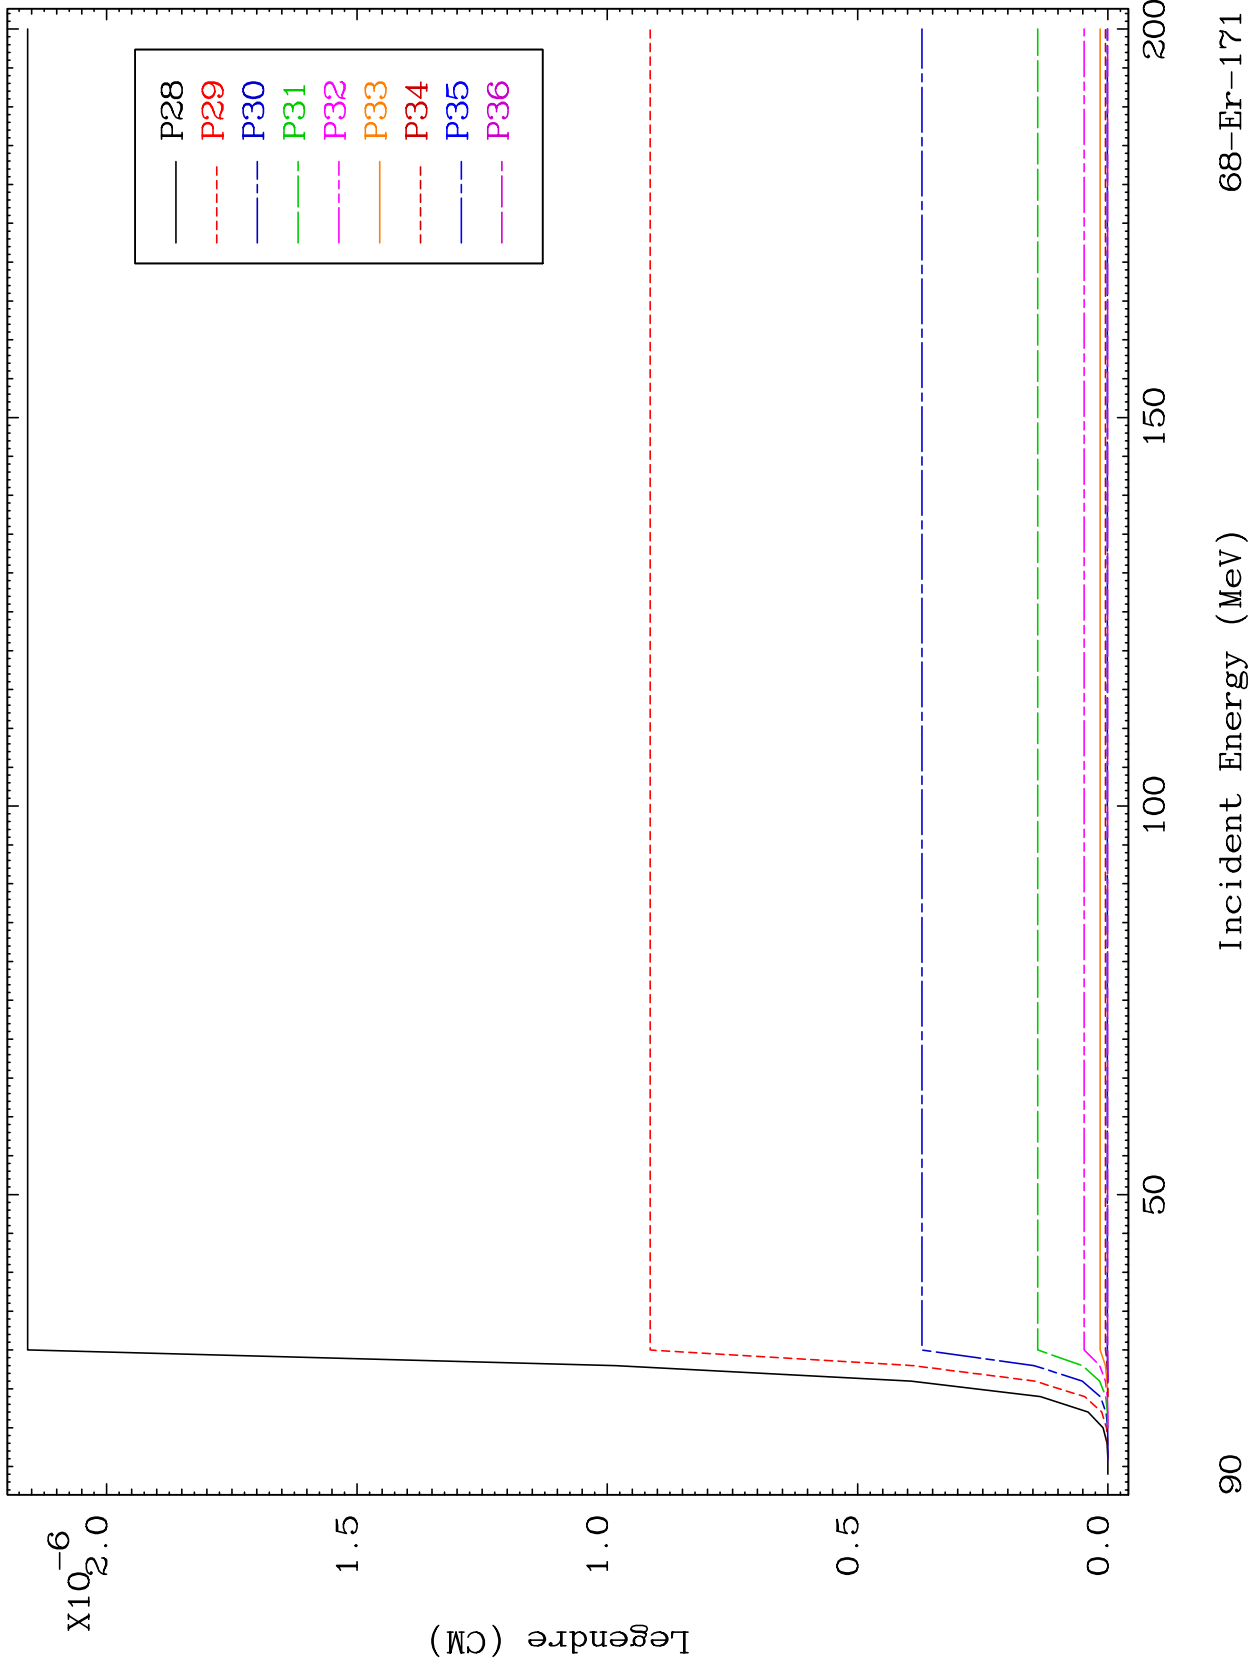 X10-6
2.0
1.5
1.0
0.5
0.0
Legendre (CM)
P28
P29
P30
P31
P32
P33
P34
P35
P36
50
100
150
200
Incident Energy (MeV)
90
68-Er-171